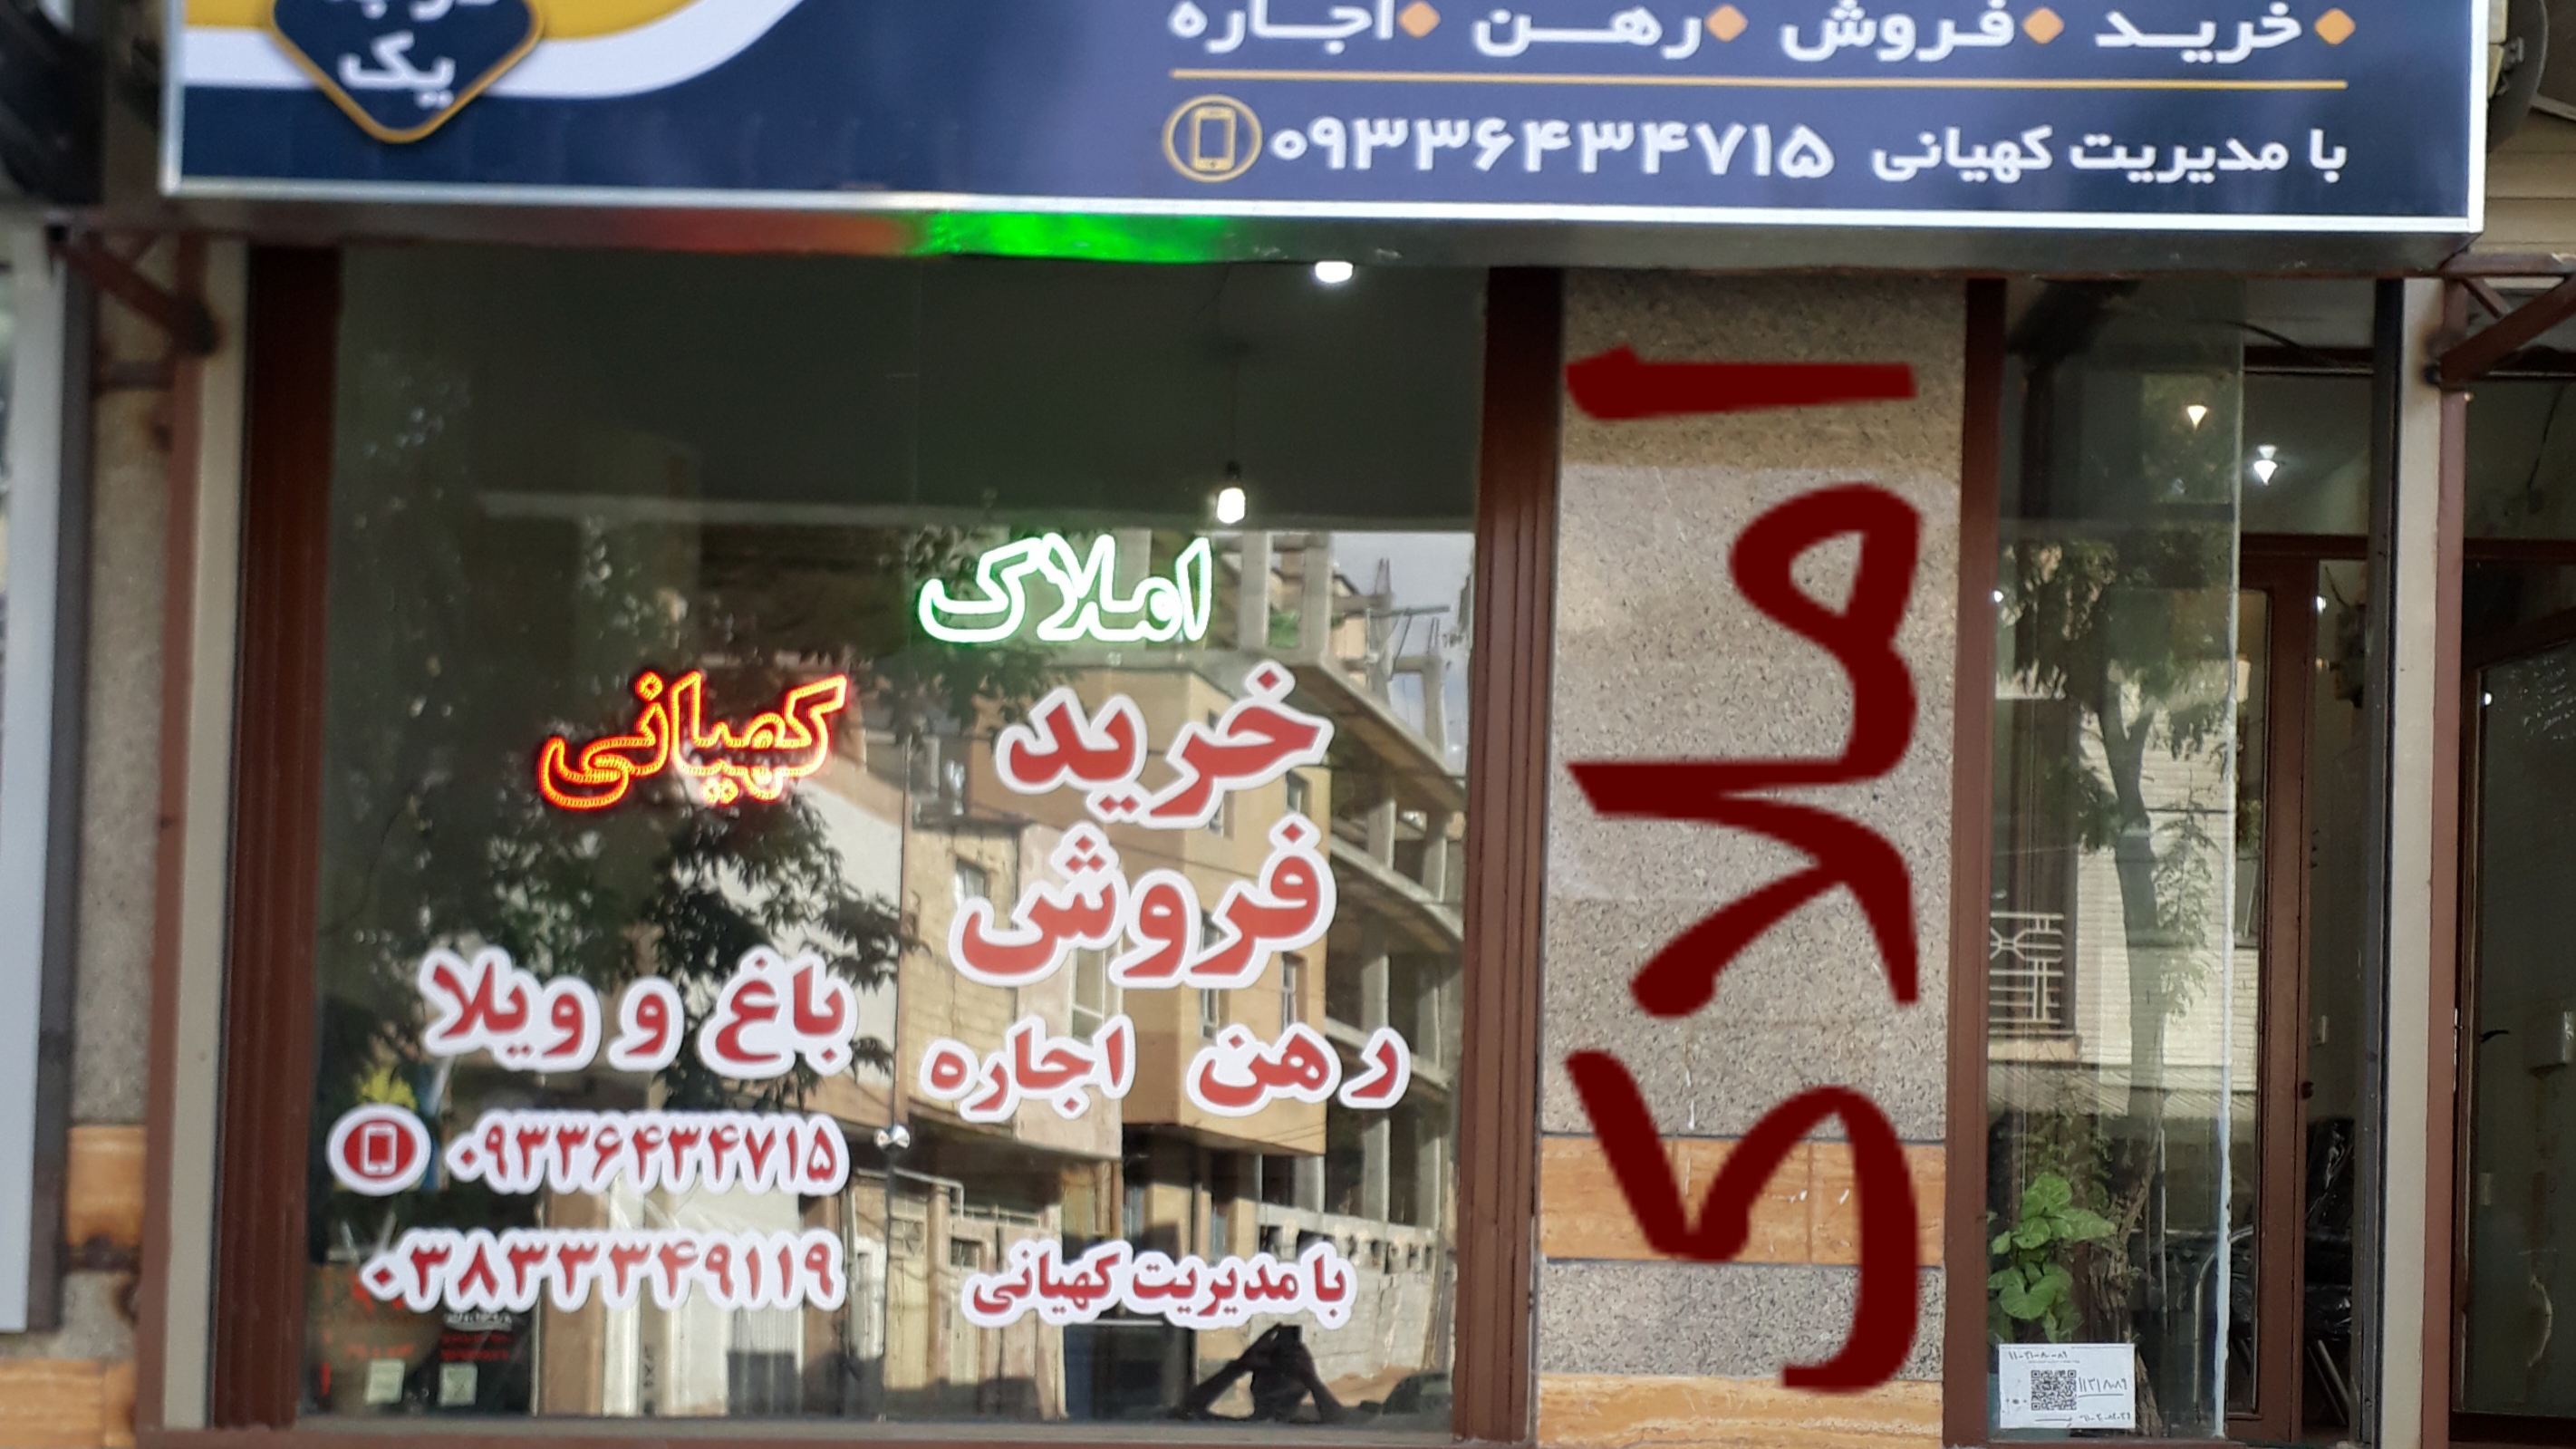 یک
خرید فروش رهن اجاره
با مدیریت کهیانی ۰۹۳۳۶۴۳۴۷۱۵
املاک
کهیانی
خرید
فروش
رهن اجاره
باغ و ویلا
۰۹۳۳۶۴۳۴۷۱۵
۰۳۸۳۳۳۴۹۱۱۹
با مدیریت کهیانی
املاک